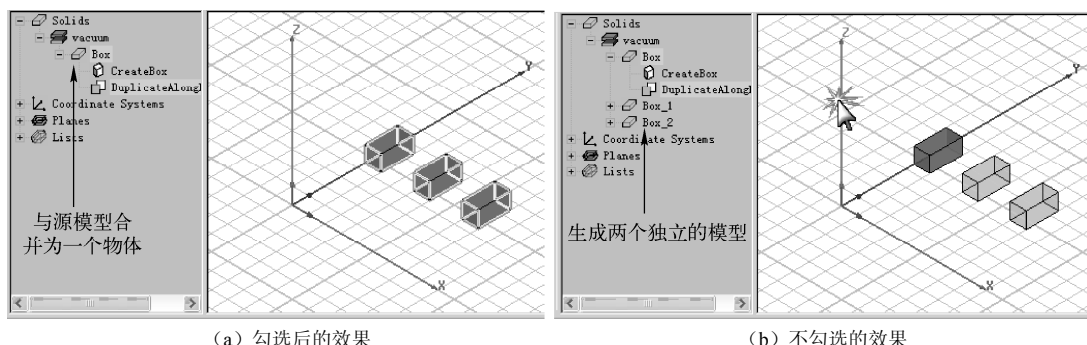 Solids
vacuum
Box
CreateBox
DuplicateAlongl
Coordinate Systems
Planes
Lists
与源模型合
并为一个物体
Z
Y
X
Solids
vacuum
Box
CreateBox
DuplicateAlongl
Box_1
Box_2
Coordinate Systems
Planes
Lists
生成两个独立的模型
Z
Y
X
（a）勾选后的效果
（b）不勾选的效果